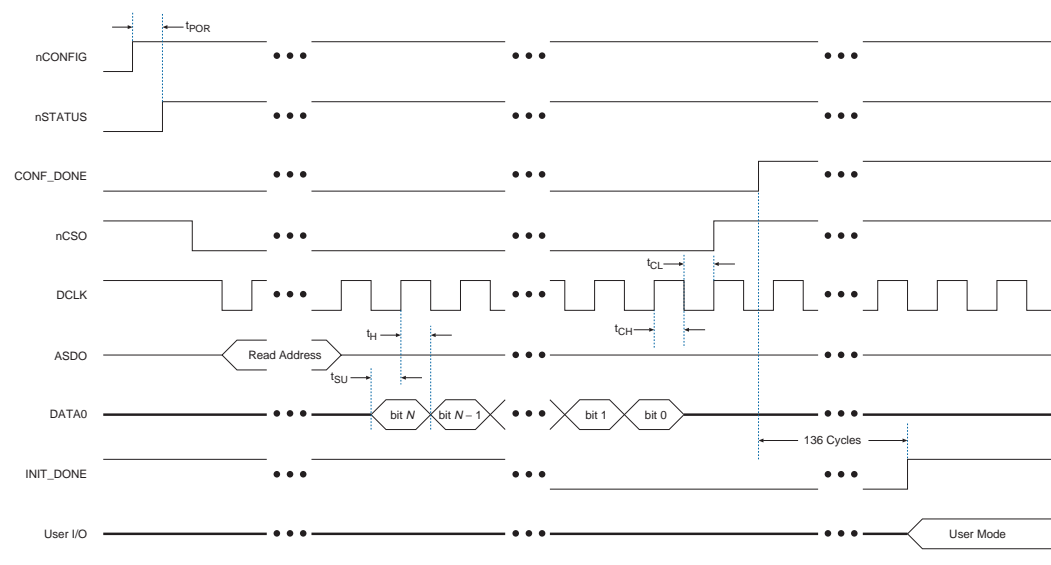 tPOR
nCONFIG
nSTATUS
CONF_DONE
nCSO
tCL
DCLK
tH
tCH
ASDO
Read Address
tSU
DATA0
bit N
bit N – 1
bit 1
bit 0
136 Cycles
INIT_DONE
User I/O
User Mode